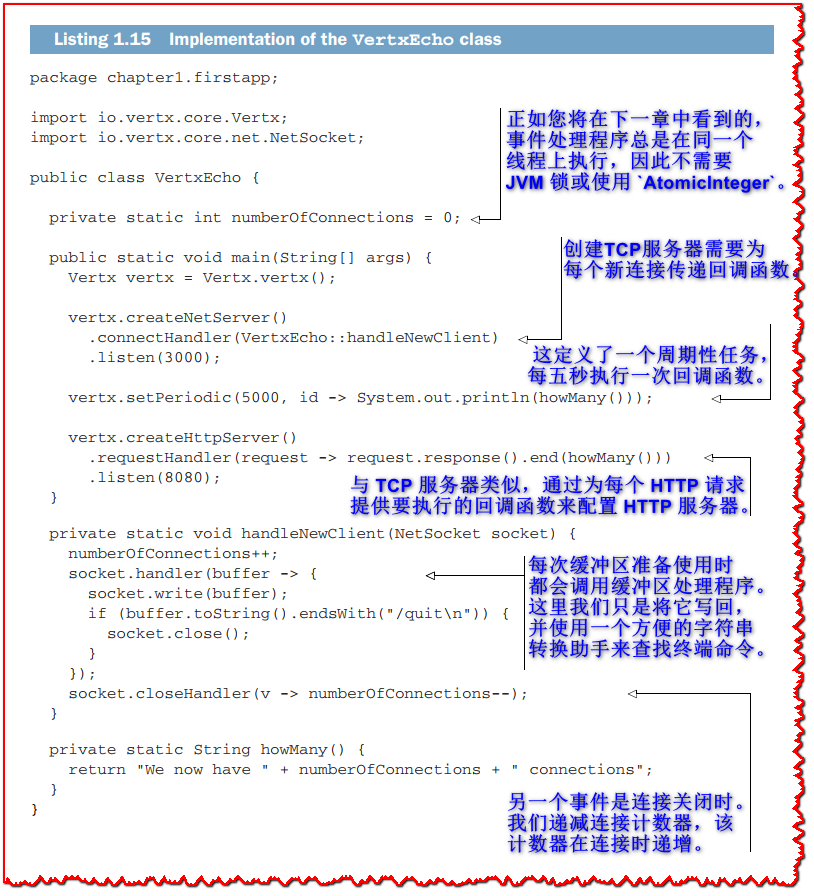 Listing 1.15 Implementation of the VertxEcho class
package chapter1.firstapp;
import io.vertx.core.Vertx;
import io.vertx.core.net.NetSocket;
正如您将在下一章中看到的，
事件处理程序总是在同一个
线程上执行，因此不需要
JVM 锁或使用 `AtomicInteger`。
public class VertxEcho {
private static int numberOfConnections = 0;
public static void main(String[] args) {
Vertx vertx = Vertx.vertx();
创建TCP服务器需要为
每个新连接传递回调函数。
vertx.createNetServer()
.connectHandler(VertxEcho::handleNewClient)
.listen(3000);
这定义了一个周期性任务，
每五秒执行一次回调函数。
vertx.setPeriodic(5000, id -> System.out.println(howMany()));
vertx.createHttpServer()
.requestHandler(request -> request.response().end(howMany()))
.listen(8080);
与 TCP 服务器类似，通过为每个 HTTP 请求
提供要执行的回调函数来配置 HTTP 服务器。
}
private static void handleNewClient(NetSocket socket) {
numberOfConnections++;
socket.handler(buffer -> {
socket.write(buffer);
if (buffer.toString().endsWith("/quit\n")) {
socket.close();
}
});
每次缓冲区准备使用时
都会调用缓冲区处理程序。
这里我们只是将它写回，
并使用一个方便的字符串
转换助手来查找终端命令。
socket.closeHandler(v -> numberOfConnections--);
}
private static String howMany() {
return "We now have " + numberOfConnections + " connections";
}
}
另一个事件是连接关闭时。
我们递减连接计数器，该
计数器在连接时递增。